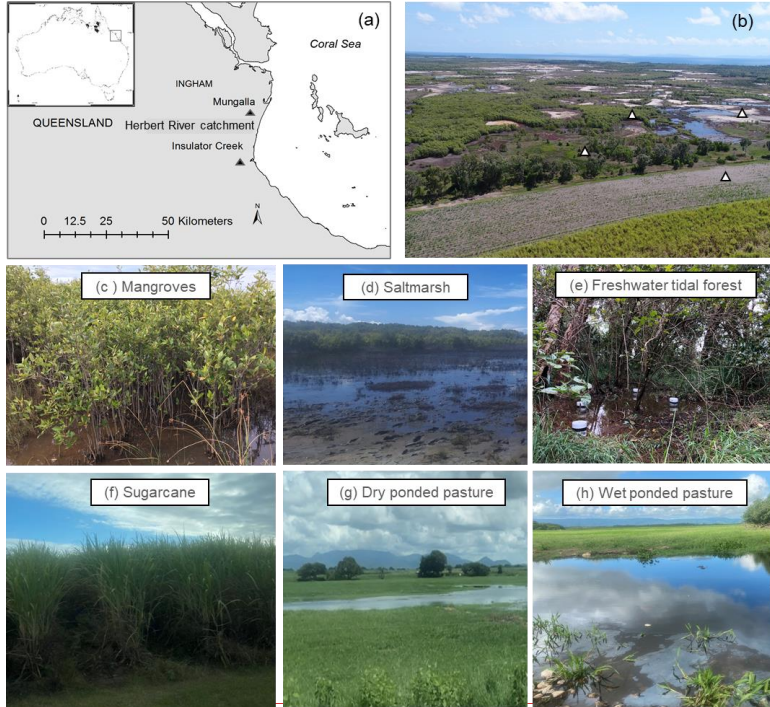 (a)
Coral Sea
INGHAM
Mungalla
QUEENSLAND
Herbert River catchment
Insulator Creek
N
0 12.5 25 50 Kilometers
(b)
(c ) Mangroves
(d) Saltmarsh
(e) Freshwater tidal forest
(f) Sugarcane
(g) Dry ponded pasture
(h) Wet ponded pasture